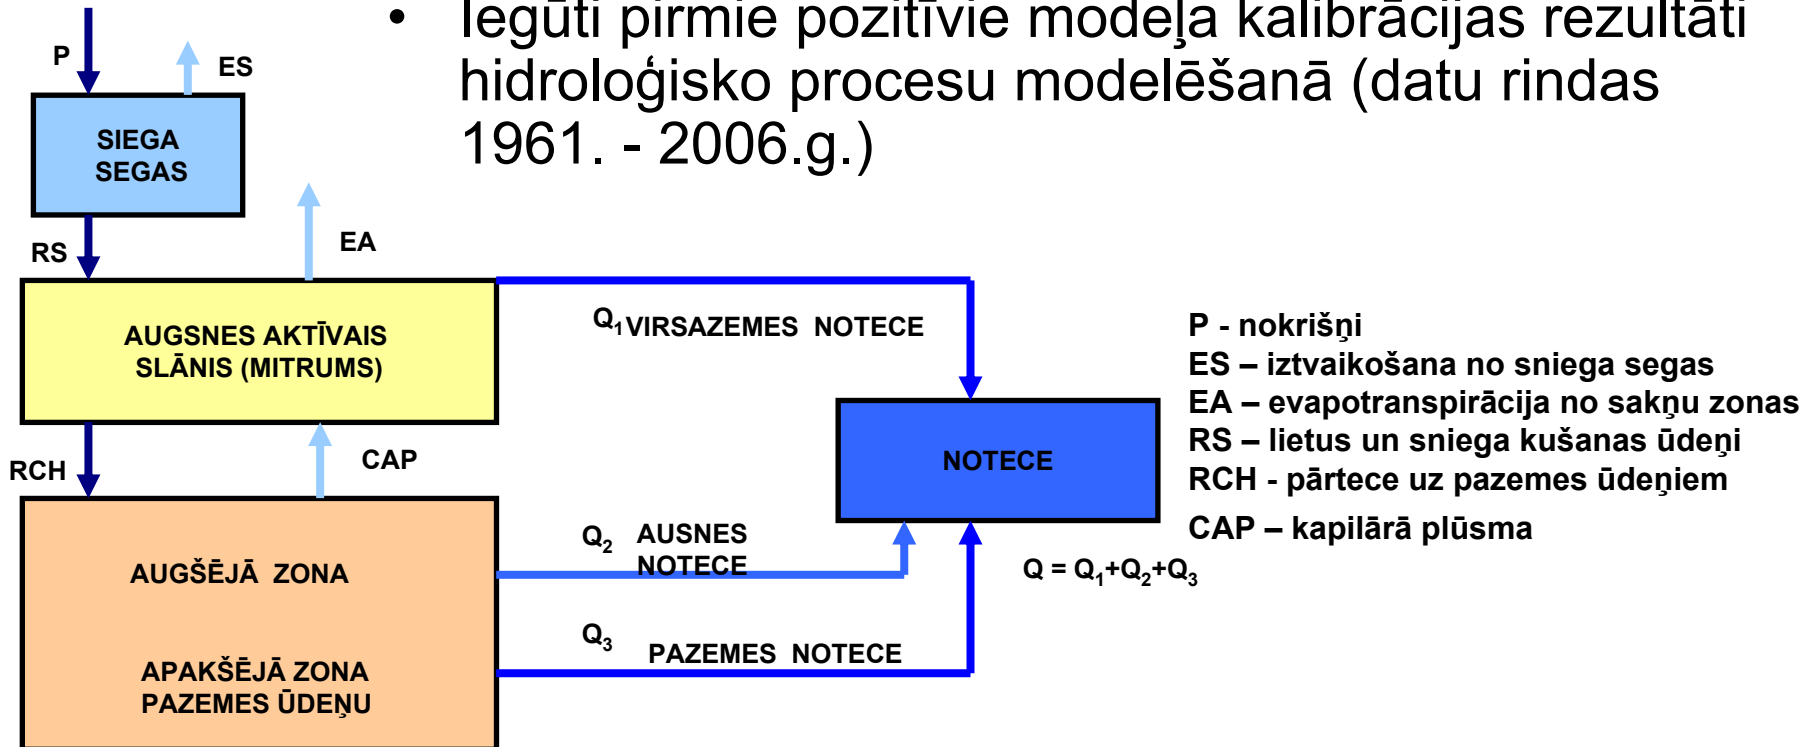 • Iegūti pirmie pozitīvie modeļa kalibrācijas rezultāti
hidroloģisko procesu modelēšanā (datu rindas
1961. - 2006.g.)
P
ES
SIEGA
SEGAS
RS
EA
AUGSNES AKTĪVAIS
SLĀNIS (MITRUMS)
Q₁ VIRSAZEMES NOTECE
RCH
CAP
NOTECE
AUGŠĒJĀ ZONA
Q₂ AUSNES
NOTECE
Q = Q₁+Q₂+Q₃
APAKŠĒJĀ ZONA
PAZEMES ŪDEŅU
Q₃ PAZEMES NOTECE
P - nokrišņi
ES – iztvaikošana no sniega segas
EA – evapotranspirācija no sakņu zonas
RS – lietus un sniega kušanas ūdeņi
RCH - pārtece uz pazemes ūdeņiem
CAP – kapilārā plūsma